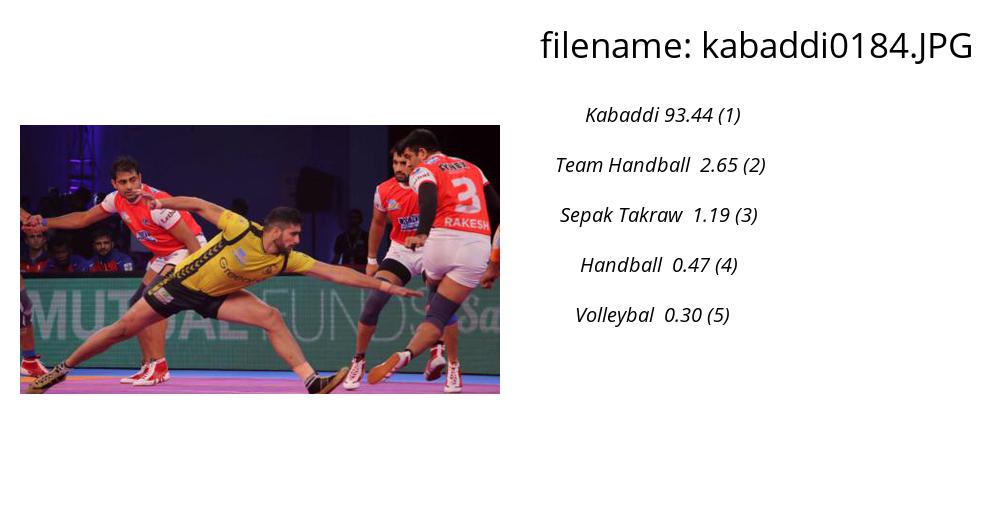 filename: kabaddi0184.JPG
Kabaddi 93.44 (1)
Team Handball 2.65 (2)
Sepak Takraw 1.19 (3)
Handball 0.47 (4)
Volleybal 0.30 (5)
3
RAKESH
MUTUAL FUNDS Sa